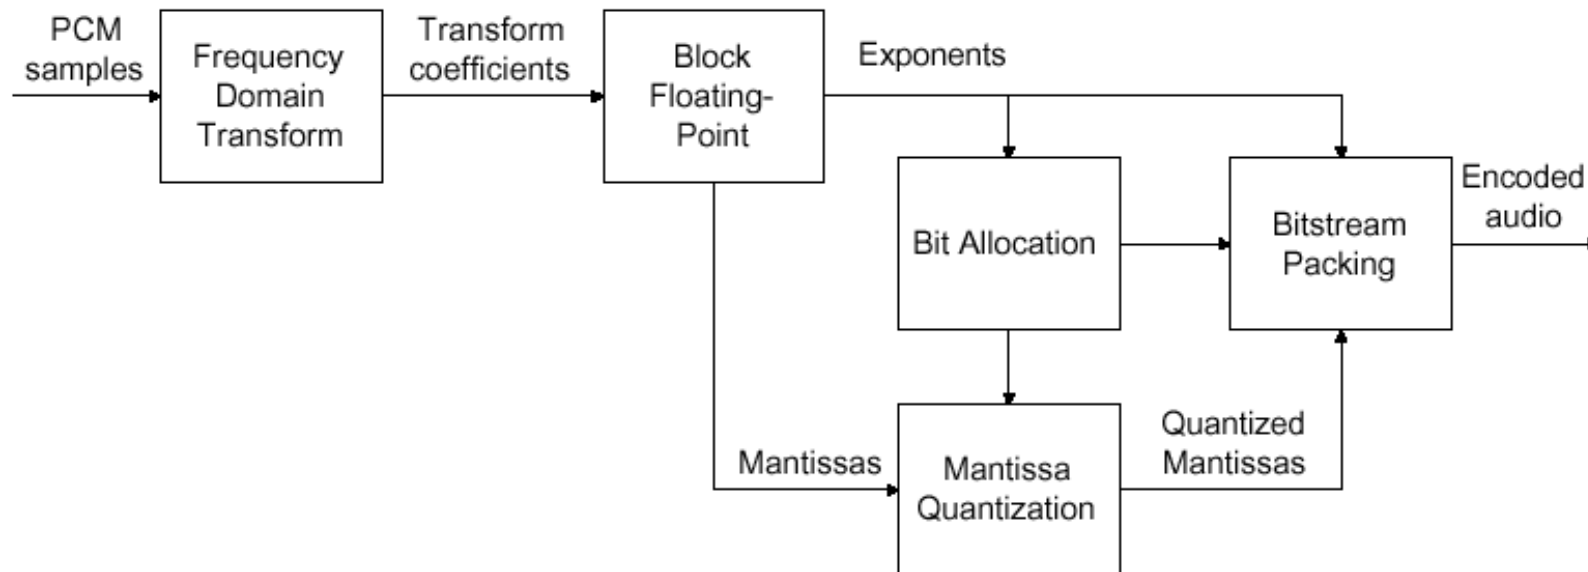 PCM
samples
Frequency
Domain
Transform
Transform
coefficients
Block
Floating-
Point
Exponents
Bit Allocation
Bitstream
Packing
Encoded
audio
Mantissas
Mantissa
Quantization
Quantized
Mantissas